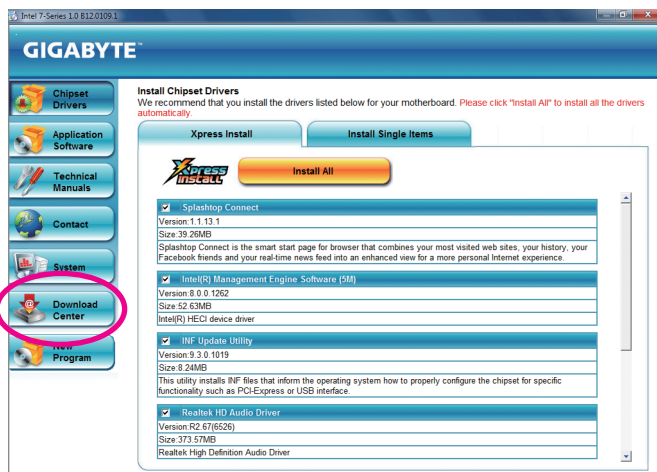 Intel 7-Series 1.0 B12.0109.1
GIGABYTE™
Chipset
Drivers
Application
Software
Technical
Manuals
Contact
System
Download
Center
New
Program
Install Chipset Drivers
We recommend that you install the drivers listed below for your motherboard. Please click "Install All" to install all the drivers
automatically.
Xpress Install
Install Single Items
Xpress
INSTALL
Install All
Splashtop Connect
Version:1.1.13.1
Size:39.26MB
Splashtop Connect is the smart start page for browser that combines your most visited web sites, your history, your
Facebook friends and your real-time news feed into an enhanced view for a more personal Internet experience.
Intel(R) Management Engine Software (5M)
Version:8.0.0.1262
Size:52.63MB
Intel(R) HECI device driver
INF Update Utility
Version:9.3.0.1019
Size:8.24MB
This utility installs INF files that inform the operating system how to properly configure the chipset for specific
functionality such as PCI-Express or USB interface.
Realtek HD Audio Driver
Version:R2.67(6526)
Size:373.57MB
Realtek High Definition Audio Driver